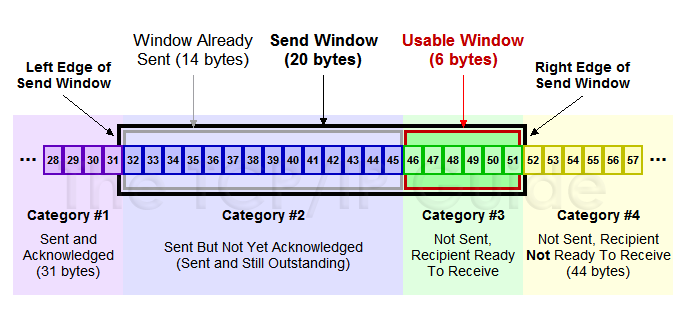 Window Already
Sent (14 bytes)
Send Window
(20 bytes)
Usable Window
(6 bytes)
Left Edge of
Send Window
Right Edge of
Send Window
... 28 29 30 31 32 33 34 35 36 37 38 39 40 41 42 43 44 45 46 47 48 49 50 51 52 53 54 55 56 57 ...
The TCP/IP Guide
Category #1
Sent and
Acknowledged
(31 bytes)
Category #2
Sent But Not Yet Acknowledged
(Sent and Still Outstanding)
Category #3
Not Sent,
Recipient Ready
To Receive
Category #4
Not Sent, Recipient
Not Ready To Receive
(44 bytes)